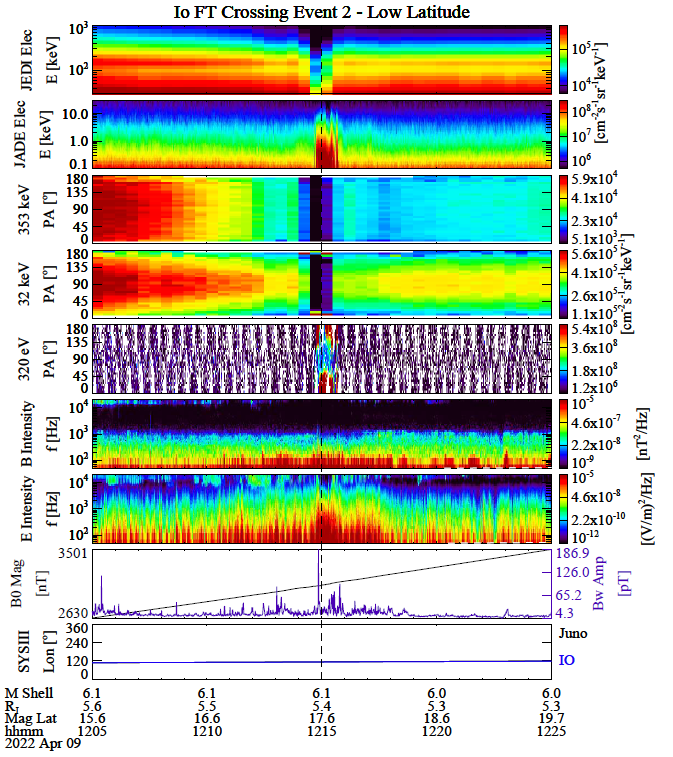 Io FT Crossing Event 2 - Low Latitude
JEDI Elec
E [keV]
10³
10²
10⁵
10⁴
JADE Elec
E [keV]
10.0
1.0
0.1
10⁸
10⁷
10⁶
[cm⁻²s⁻¹sr⁻¹keV⁻¹]
353 keV
PA [º]
180
135
90
45
0
5.9x10⁴
4.1x10⁴
2.3x10⁴
5.1x10³
32 keV
PA [º]
180
135
90
45
0
5.6x10⁵
4.1x10⁵
2.6x10⁵
1.1x10⁵
[cm⁻²s⁻¹sr⁻¹keV⁻¹]
320 eV
PA [º]
180
135
90
45
0
5.4x10⁸
3.6x10⁸
1.8x10⁸
1.2x10⁶
B Intensity
f [Hz]
10⁴
10³
10²
10⁻⁵
4.6x10⁻⁷
2.2x10⁻⁸
10⁻⁹
[nT²/Hz]
E Intensity
f [Hz]
10⁴
10³
10²
10⁻⁵
4.6x10⁻⁸
2.2x10⁻¹⁰
10⁻¹²
[(V/m)²/Hz]
B0 Mag
[nT]
3501
2630
186.9
126.0
65.2
4.3
Bw Amp
[pT]
SYSIII
Lon [º]
360
240
120
0
Juno
IO
M Shell 6.1 6.1 6.1 6.0 6.0
R_J 5.6 5.5 5.4 5.3 5.3
Mag Lat 15.6 16.6 17.6 18.6 19.7
hhmm 1205 1210 1215 1220 1225
2022 Apr 09